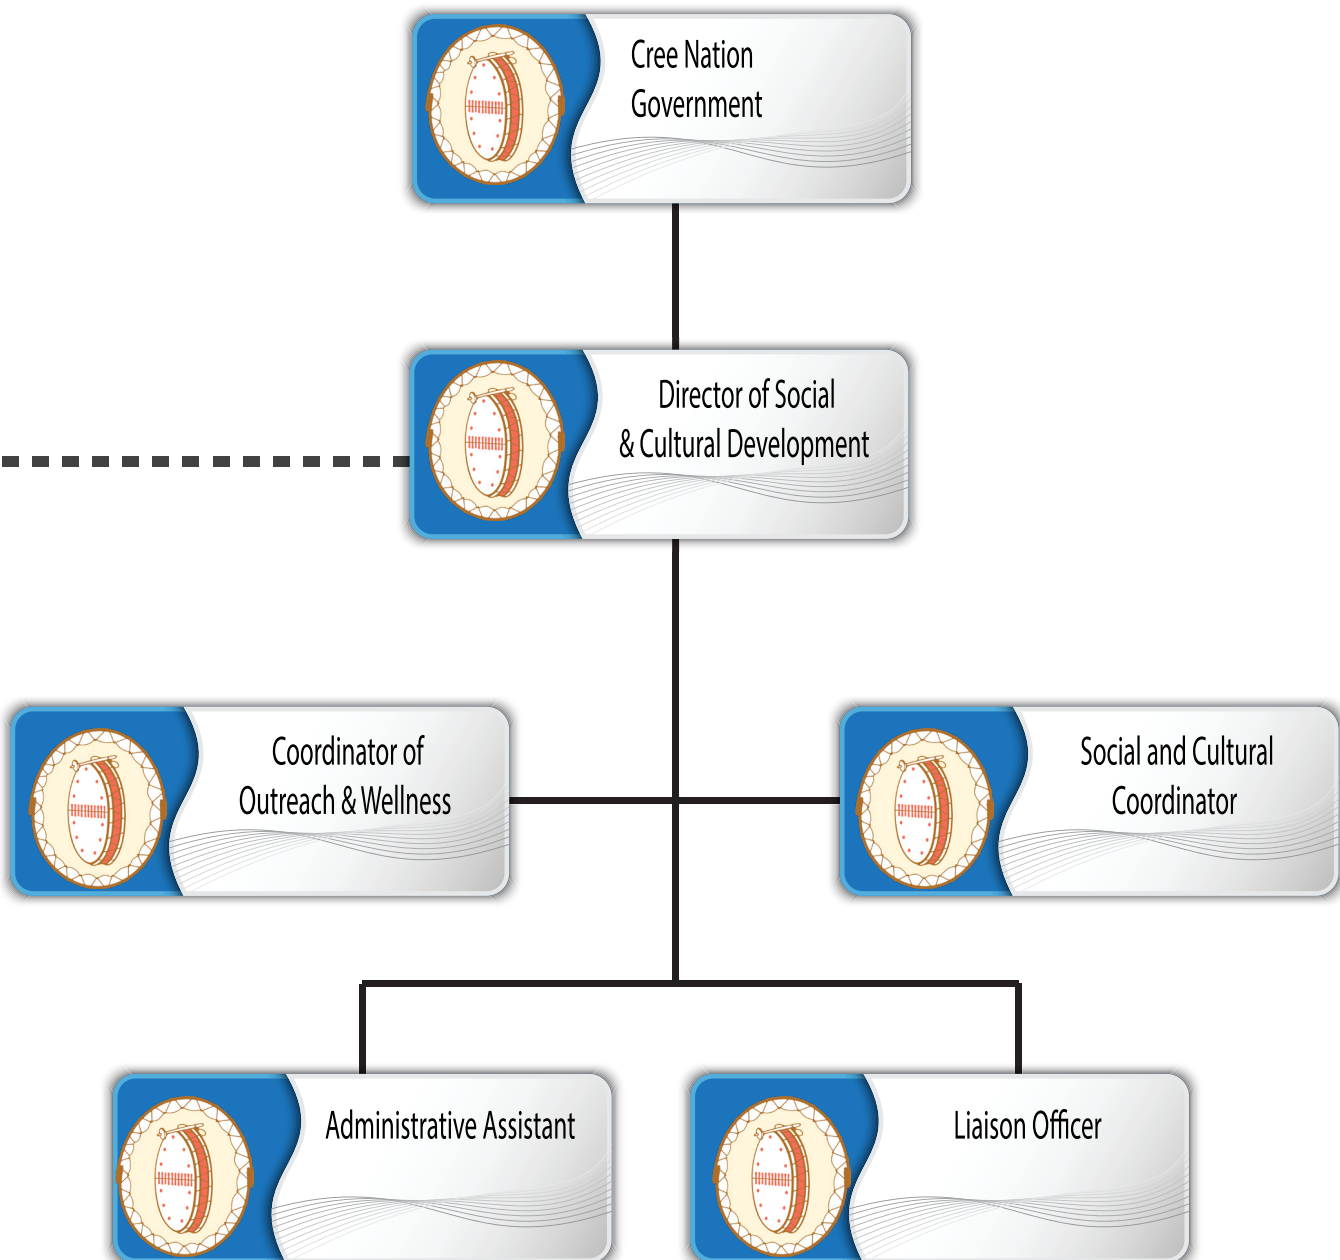 Cree Nation
Government
Director of Social
& Cultural Development
Coordinator of
Outreach & Wellness
Social and Cultural
Coordinator
Administrative Assistant
Liaison Officer